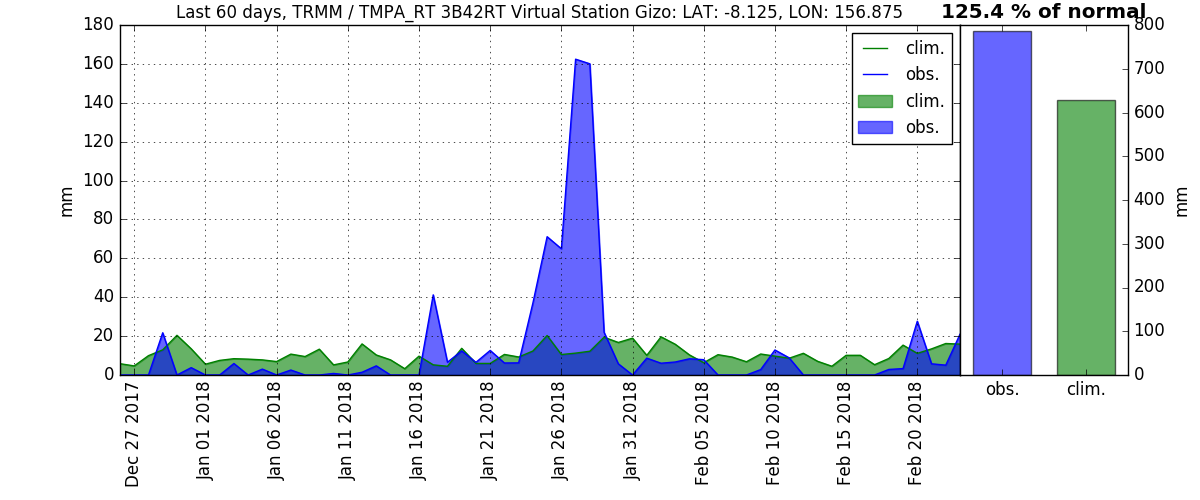 Last 60 days, TRMM / TMPA_RT 3B42RT Virtual Station Gizo: LAT: -8.125, LON: 156.875
125.4 % of normal
180
160
140
120
100
80
60
40
20
0
mm
clim.
obs.
clim.
obs.
Dec 27 2017
Jan 01 2018
Jan 06 2018
Jan 11 2018
Jan 16 2018
Jan 21 2018
Jan 26 2018
Jan 31 2018
Feb 05 2018
Feb 10 2018
Feb 15 2018
Feb 20 2018
800
700
600
500
400
300
200
100
0
mm
obs.
clim.